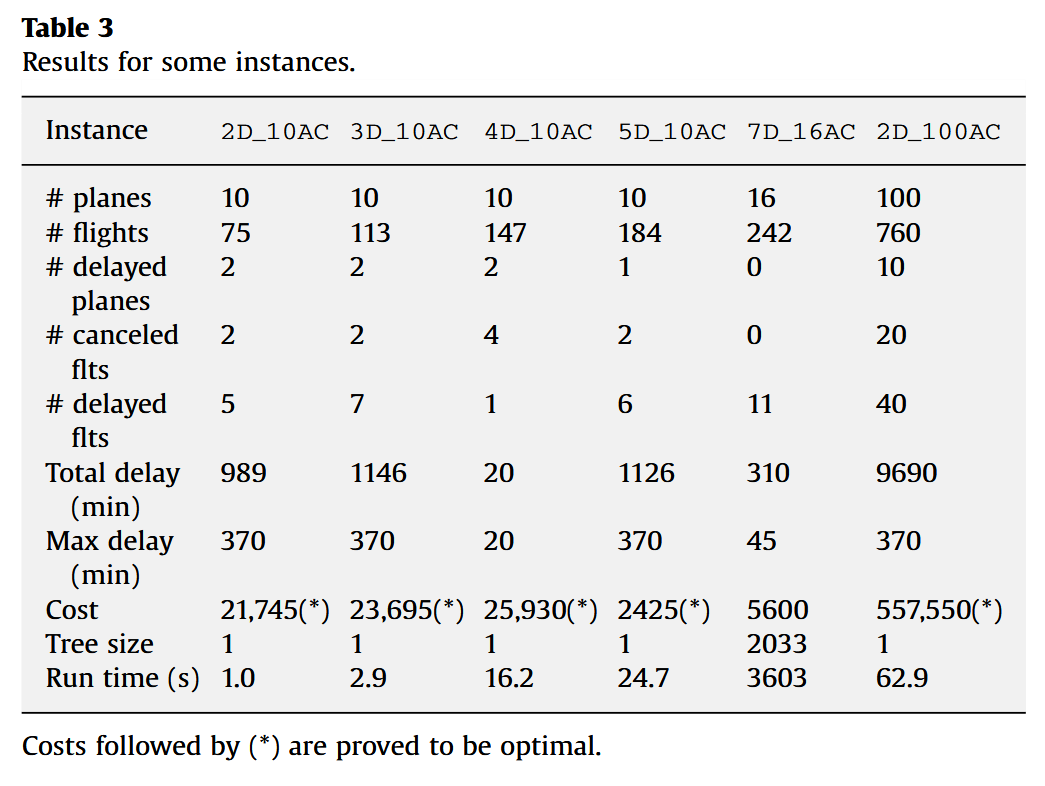 Table 3
Results for some instances.
Instance 2D_10AC 3D_10AC 4D_10AC 5D_10AC 7D_16AC 2D_100AC
# planes 10 10 10 10 16 100
# flights 75 113 147 184 242 760
# delayed 2 2 2 1 0 10
planes
# canceled 2 2 4 2 0 20
flts
# delayed 5 7 1 6 11 40
flts
Total delay 989 1146 20 1126 310 9690
(min)
Max delay 370 370 20 370 45 370
(min)
Cost 21,745(*) 23,695(*) 25,930(*) 2425(*) 5600 557,550(*)
Tree size 1 1 1 1 2033 1
Run time (s) 1.0 2.9 16.2 24.7 3603 62.9
Costs followed by (*) are proved to be optimal.